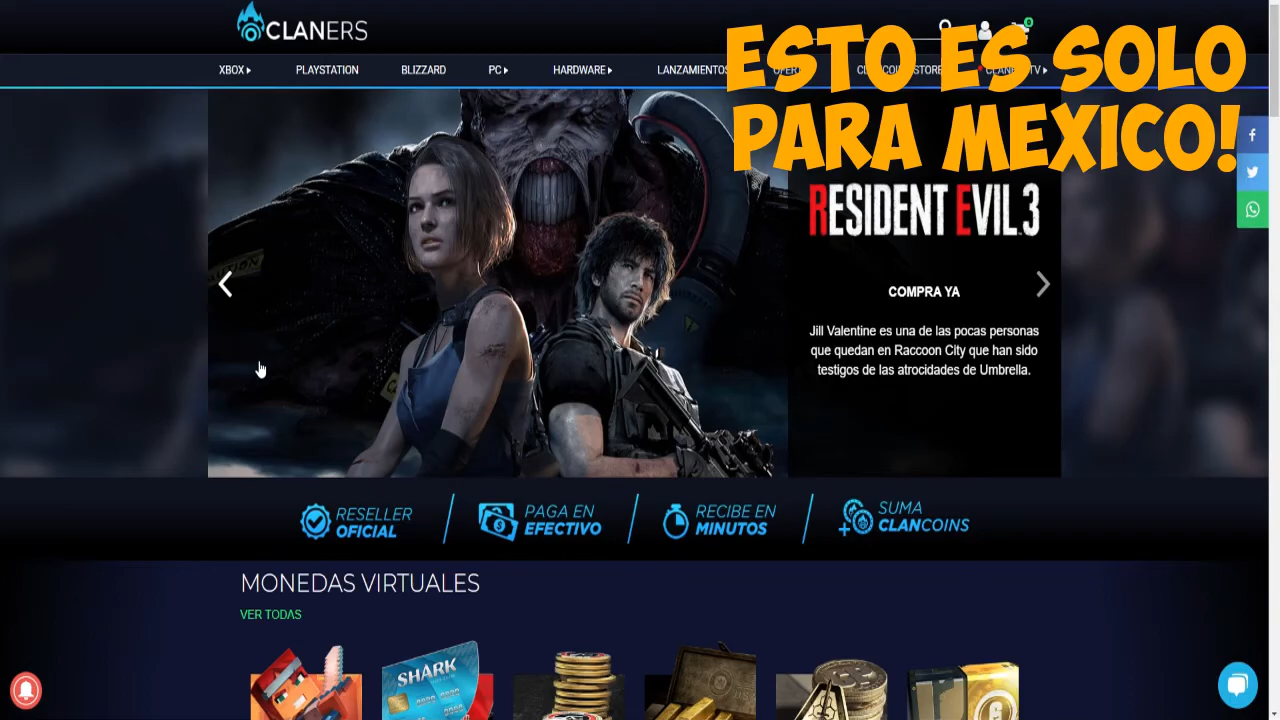 CLANERS
0
ESTO ES SOLO
PARA MEXICO!
XBOX
PLAYSTATION
BLIZZARD
PC
HARDWARE
LANZAMIENTOS
RESIDENT EVIL 3
COMPRA YA
Jill Valentine es una de las pocas personas
que quedan en Raccoon City que han sido
testigos de las atrocidades de Umbrella.
RESELLER
OFICIAL
PAGA EN
EFECTIVO
RECIBE EN
MINUTOS
SUMA
CLANCOINS
MONEDAS VIRTUALES
VER TODAS
SHARK